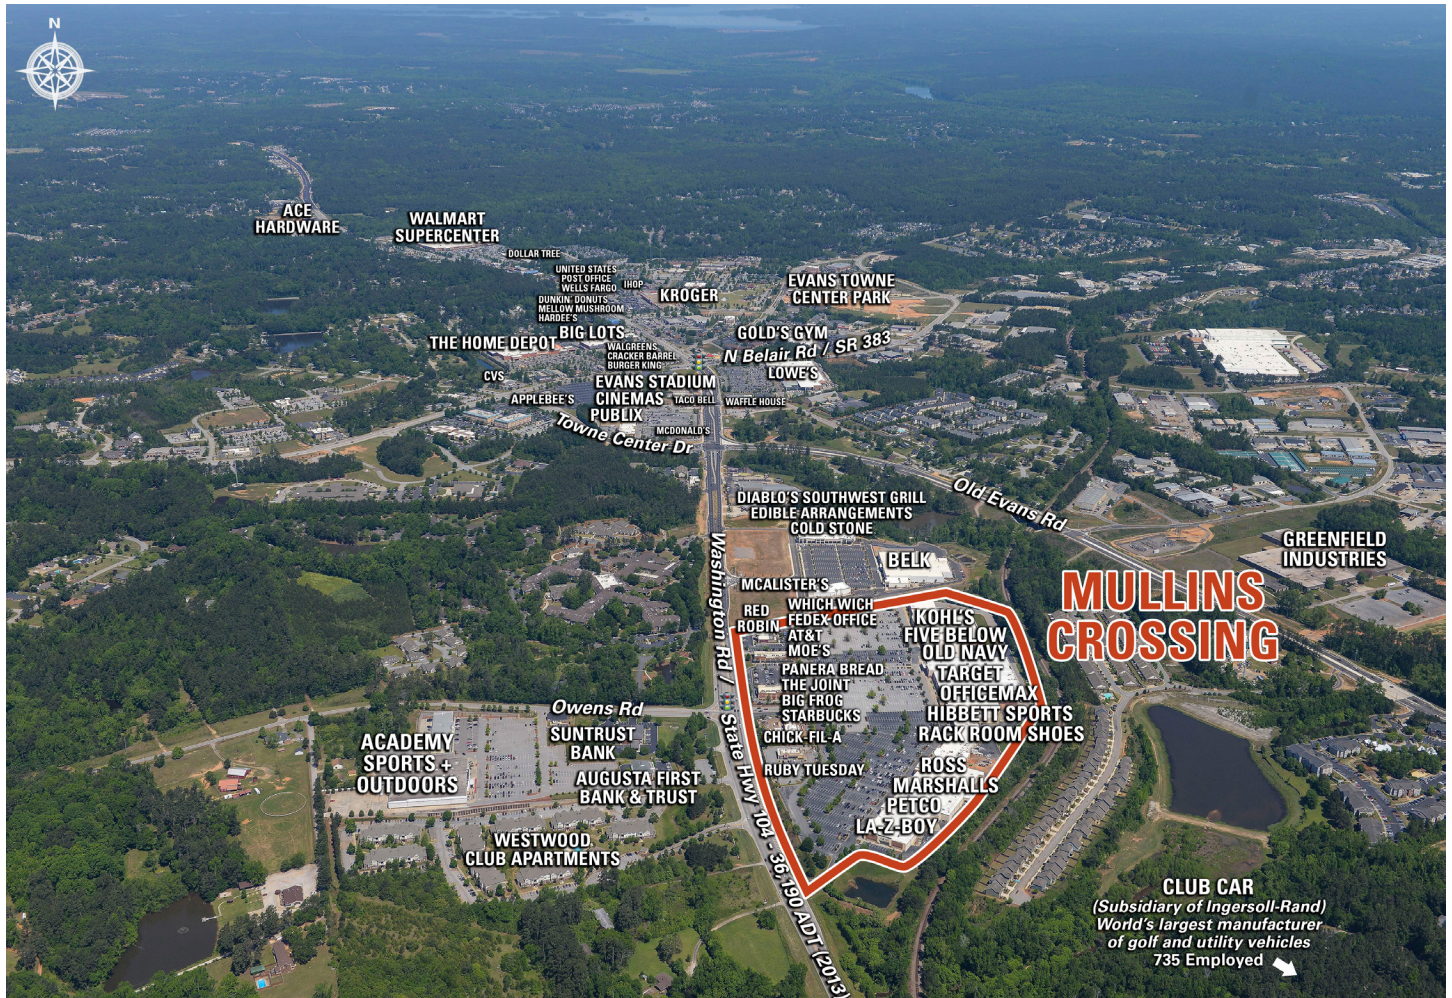 N
ACE
HARDWARE
WALMART
SUPERCENTER
DOLLAR TREE
UNITED STATES
POST OFFICE
WELLS FARGO
IHOP
KROGER
EVANS TOWNE
CENTER PARK
DUNKIN' DONUTS
MELLOW MUSHROOM
HARDEE'S
BIG LOTS
THE HOME DEPOT
GOLD'S GYM
N Belair Rd / SR 383
LOWE'S
WALGREENS
CRACKER BARREL
BURGER KING
CVS
APPLEBEE'S
EVANS STADIUM
CINEMAS
TACO BELL
WAFFLE HOUSE
PUBLIX
MCDONALD'S
Towne Center Dr
Old Evans Rd
DIABLO'S SOUTHWEST GRILL
EDIBLE ARRANGEMENTS
COLD STONE
BELK
GREENFIELD
INDUSTRIES
MULLINS
CROSSING
MCALISTER'S
RED
ROBIN
WHICH WICH
FEDEX OFFICE
AT&T
MOE'S
KOHL'S
FIVE BELOW
OLD NAVY
PANERA BREAD
THE JOINT
BIG FROG
STARBUCKS
TARGET
OFFICEMAX
HIBBETT SPORTS
RACK ROOM SHOES
CHICK-FIL-A
RUBY TUESDAY
ROSS
MARSHALLS
PETCO
LA-Z-BOY
Washington Rd / State Hwy 104 - 36,190 ADT (2013)
Owens Rd
SUNTRUST
BANK
ACADEMY
SPORTS +
OUTDOORS
AUGUSTA FIRST
BANK & TRUST
WESTWOOD
CLUB APARTMENTS
CLUB CAR
(Subsidiary of Ingersoll-Rand)
World's largest manufacturer
of golf and utility vehicles
735 Employed